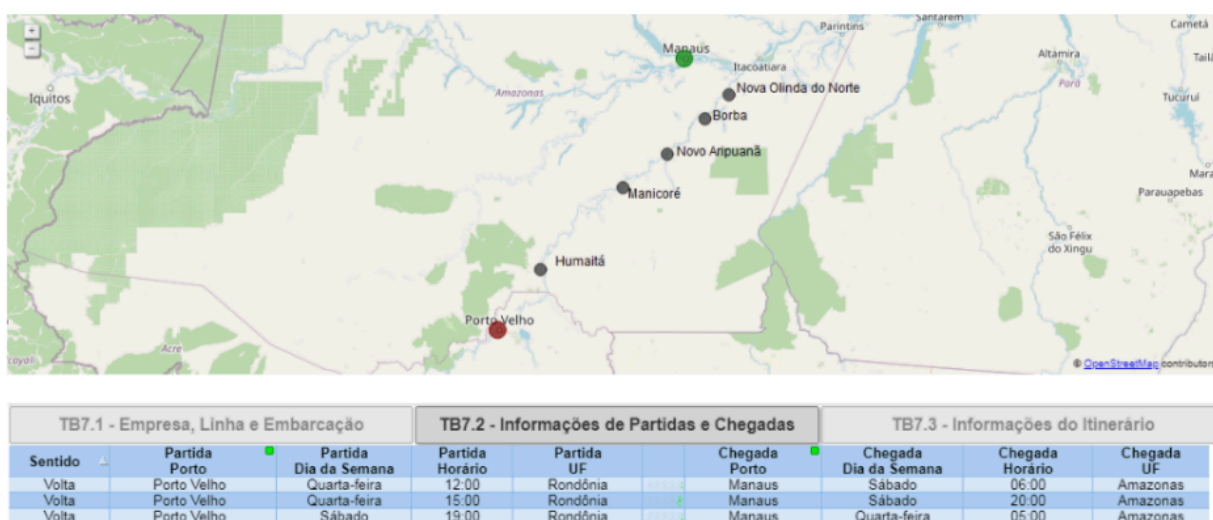 +
Parintins
Santarem
Cametá
−
Manaus
Altamira
Itacoatiara
Iquitos
Amazonas
Nova Olinda do Norte
Pará
Tucuruí
Borba
Novo Aripuanã
Manicoré
Parauapebas
São Félix
do Xingu
Humaitá
Porto Velho
Acre
© OpenStreetMap contributors
TB7.1 - Empresa, Linha e Embarcação TB7.2 - Informações de Partidas e Chegadas TB7.3 - Informações do Itinerário
Sentido Partida Porto Partida Dia da Semana Partida Horário Partida UF Chegada Porto Chegada Dia da Semana Chegada Horário Chegada UF
Volta Porto Velho Quarta-feira 12:00 Rondônia Manaus Sábado 06:00 Amazonas
Volta Porto Velho Quarta-feira 15:00 Rondônia Manaus Sábado 20:00 Amazonas
Volta Porto Velho Sábado 19:00 Rondônia Manaus Quarta-feira 05:00 Amazonas